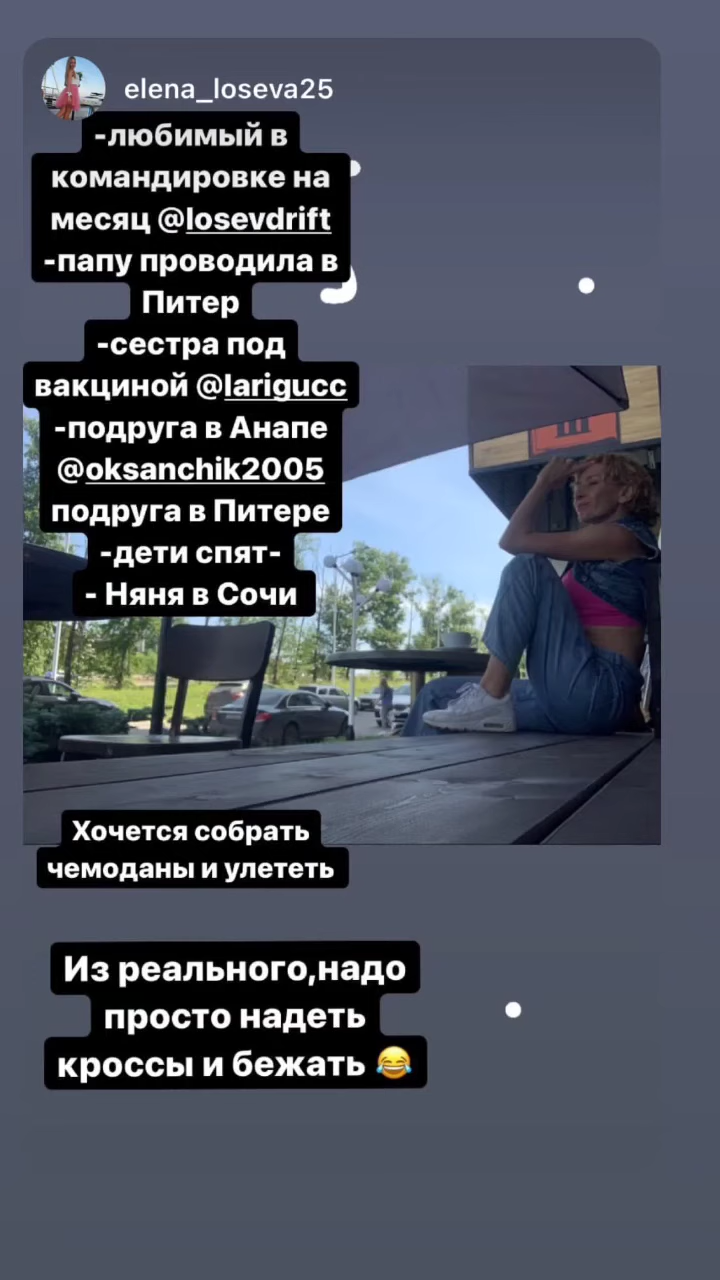 elena_loseva25
-любимый в
командировке на
месяц @losevdrift
-папу проводила в
Питер
-сестра под
вакциной @larigucc
-подруга в Анапе
@oksanchik2005
подруга в Питере
-дети спят-
- Няня в Сочи
Хочется собрать
чемоданы и улететь
Из реального,надо
просто надеть
кроссы и бежать 😂